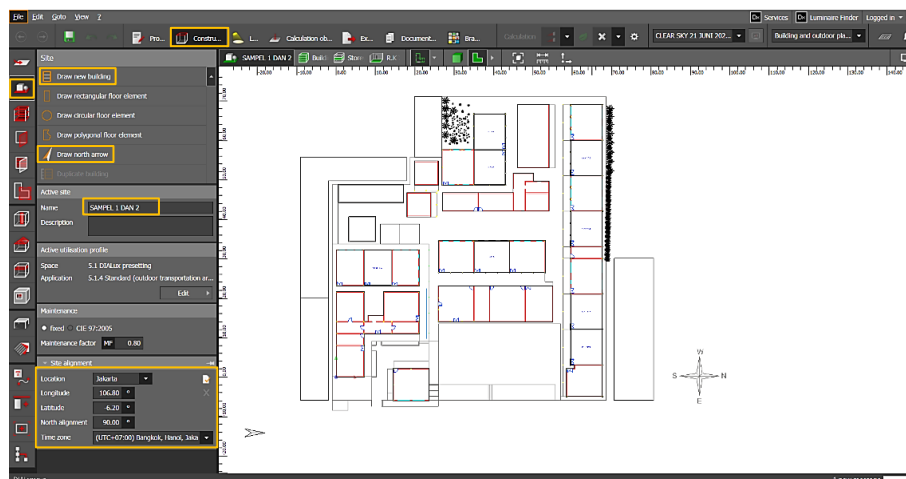 File Edit Goto View ?
Services Luminaire Finder Logged in
Pro... Constru... L... Calculation ob... Ex... Document... Bra... Calculation CLEAR SKY 21 JUNI 202... Building and outdoor pla...
Site
SAMPEL 1 DAN 2
Draw new building
Draw rectangular floor element
Draw circular floor element
Draw polygonal floor element
Draw north arrow
Duplicate building
Active site
Name SAMPEL 1 DAN 2
Description
Active utilisation profile
Space 5.1 DIALux presetting
Application 5.1.4 Standard (outdoor transportation ar...
Edit
Maintenance
fixed CIE 97:2005
Maintenance factor MF 0.80
Site alignment
Location Jakarta
Longitude 106.80 °
Latitude -6.20 °
North alignment 90.00 °
Time zone (UTC+07:00) Bangkok, Hanoi, Jaka
W
S N
E